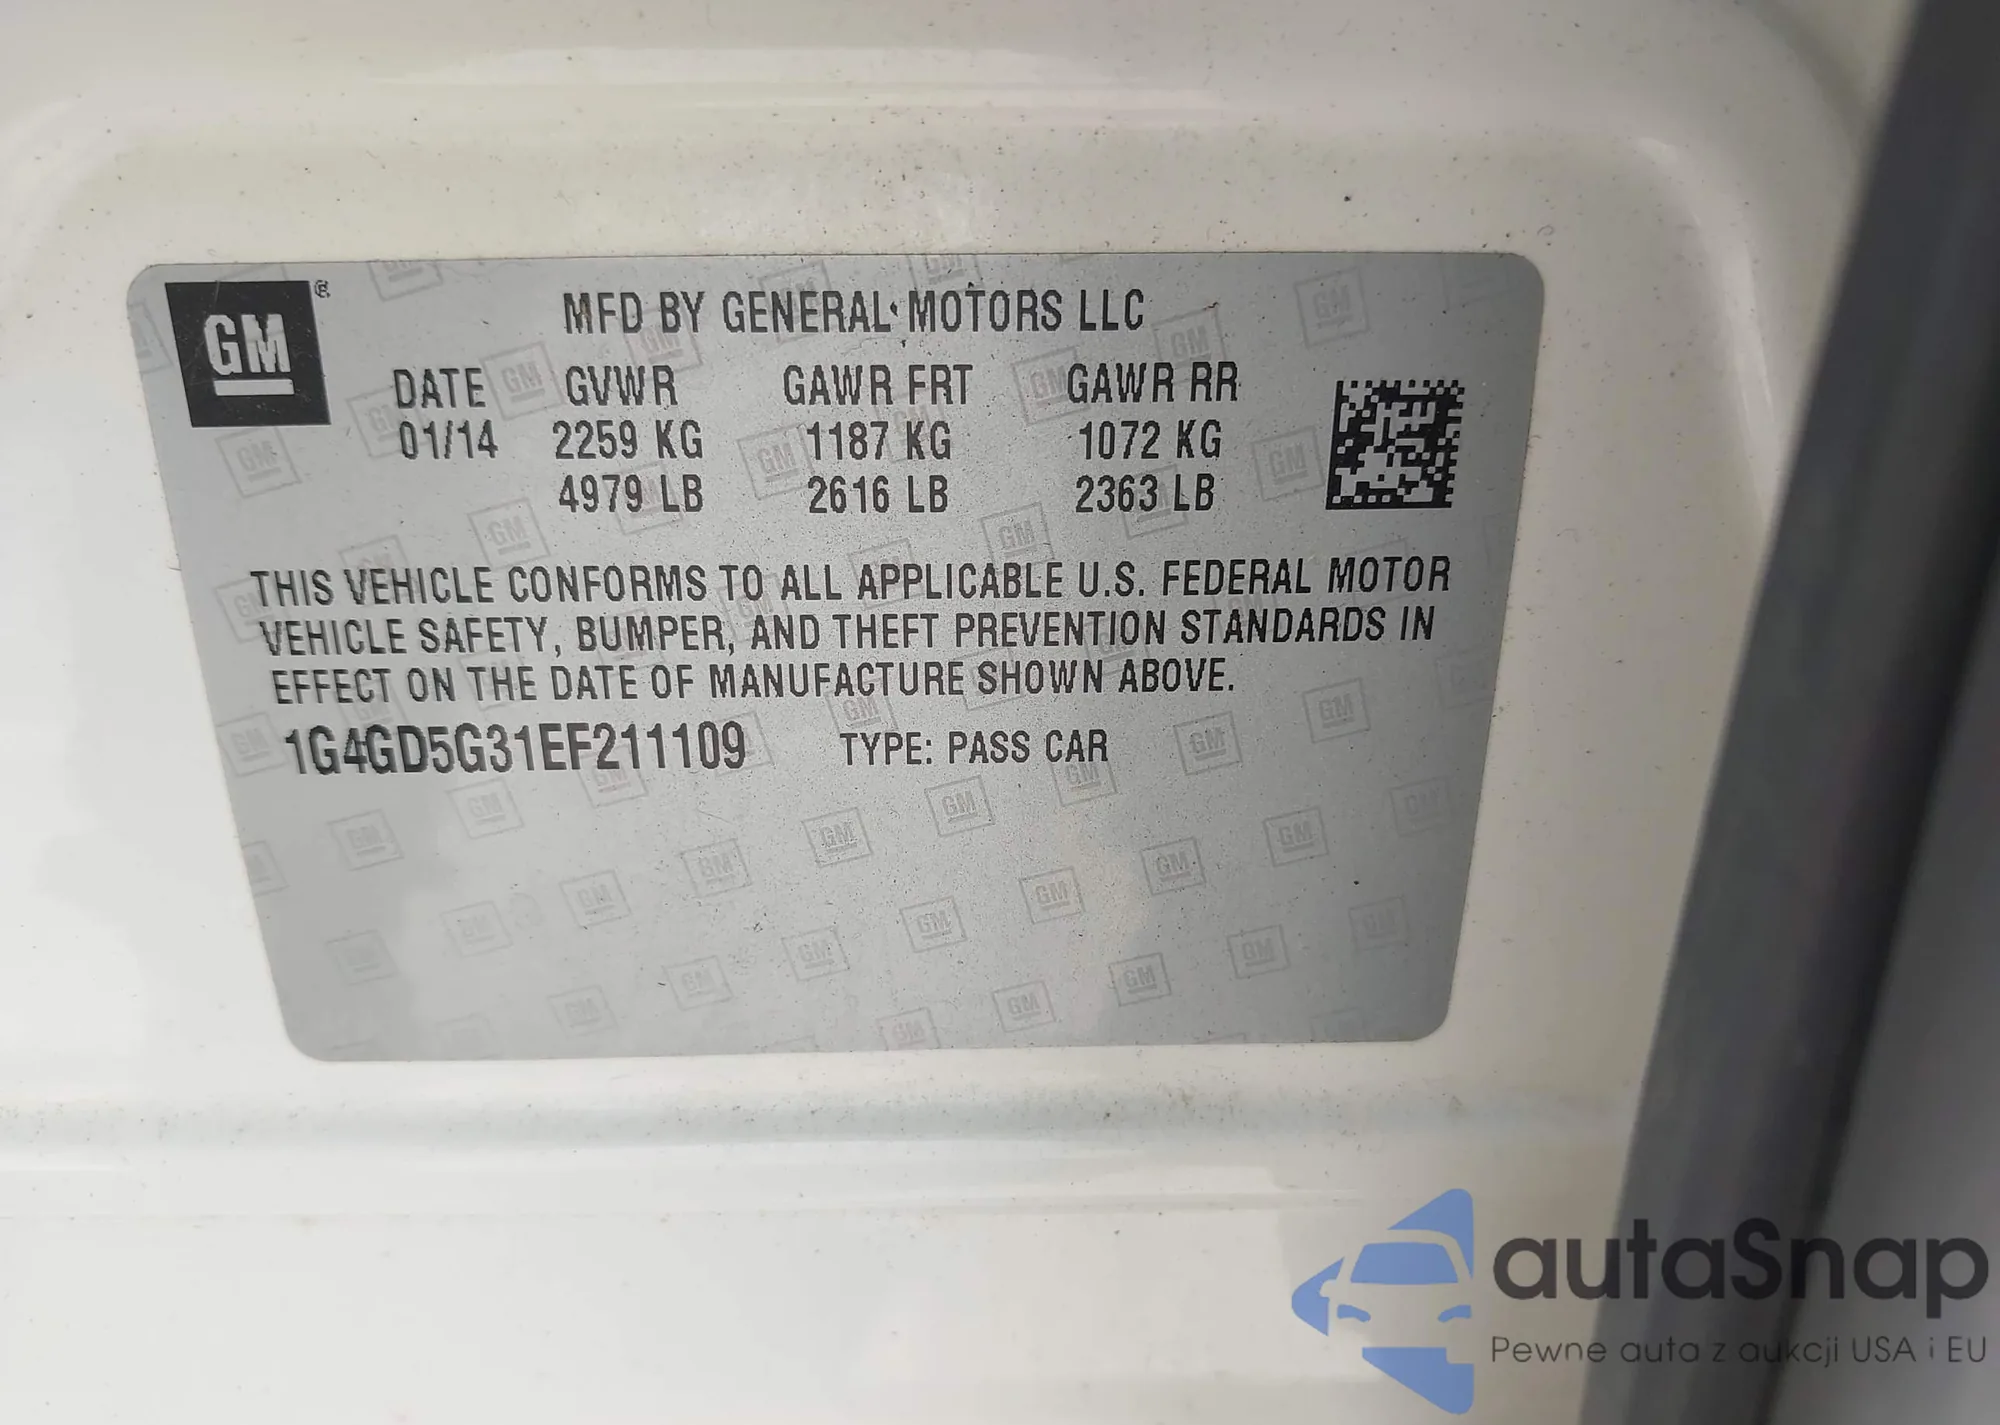 GM ®
MFD BY GENERAL MOTORS LLC
DATE GVWR GAWR FRT GAWR RR
01/14 2259 KG 1187 KG 1072 KG
4979 LB 2616 LB 2363 LB
THIS VEHICLE CONFORMS TO ALL APPLICABLE U.S. FEDERAL MOTOR
VEHICLE SAFETY, BUMPER, AND THEFT PREVENTION STANDARDS IN
EFFECT ON THE DATE OF MANUFACTURE SHOWN ABOVE.
1G4GD5G31EF211109 TYPE: PASS CAR
autaSnap
Pewne auta z aukcji USA i EU